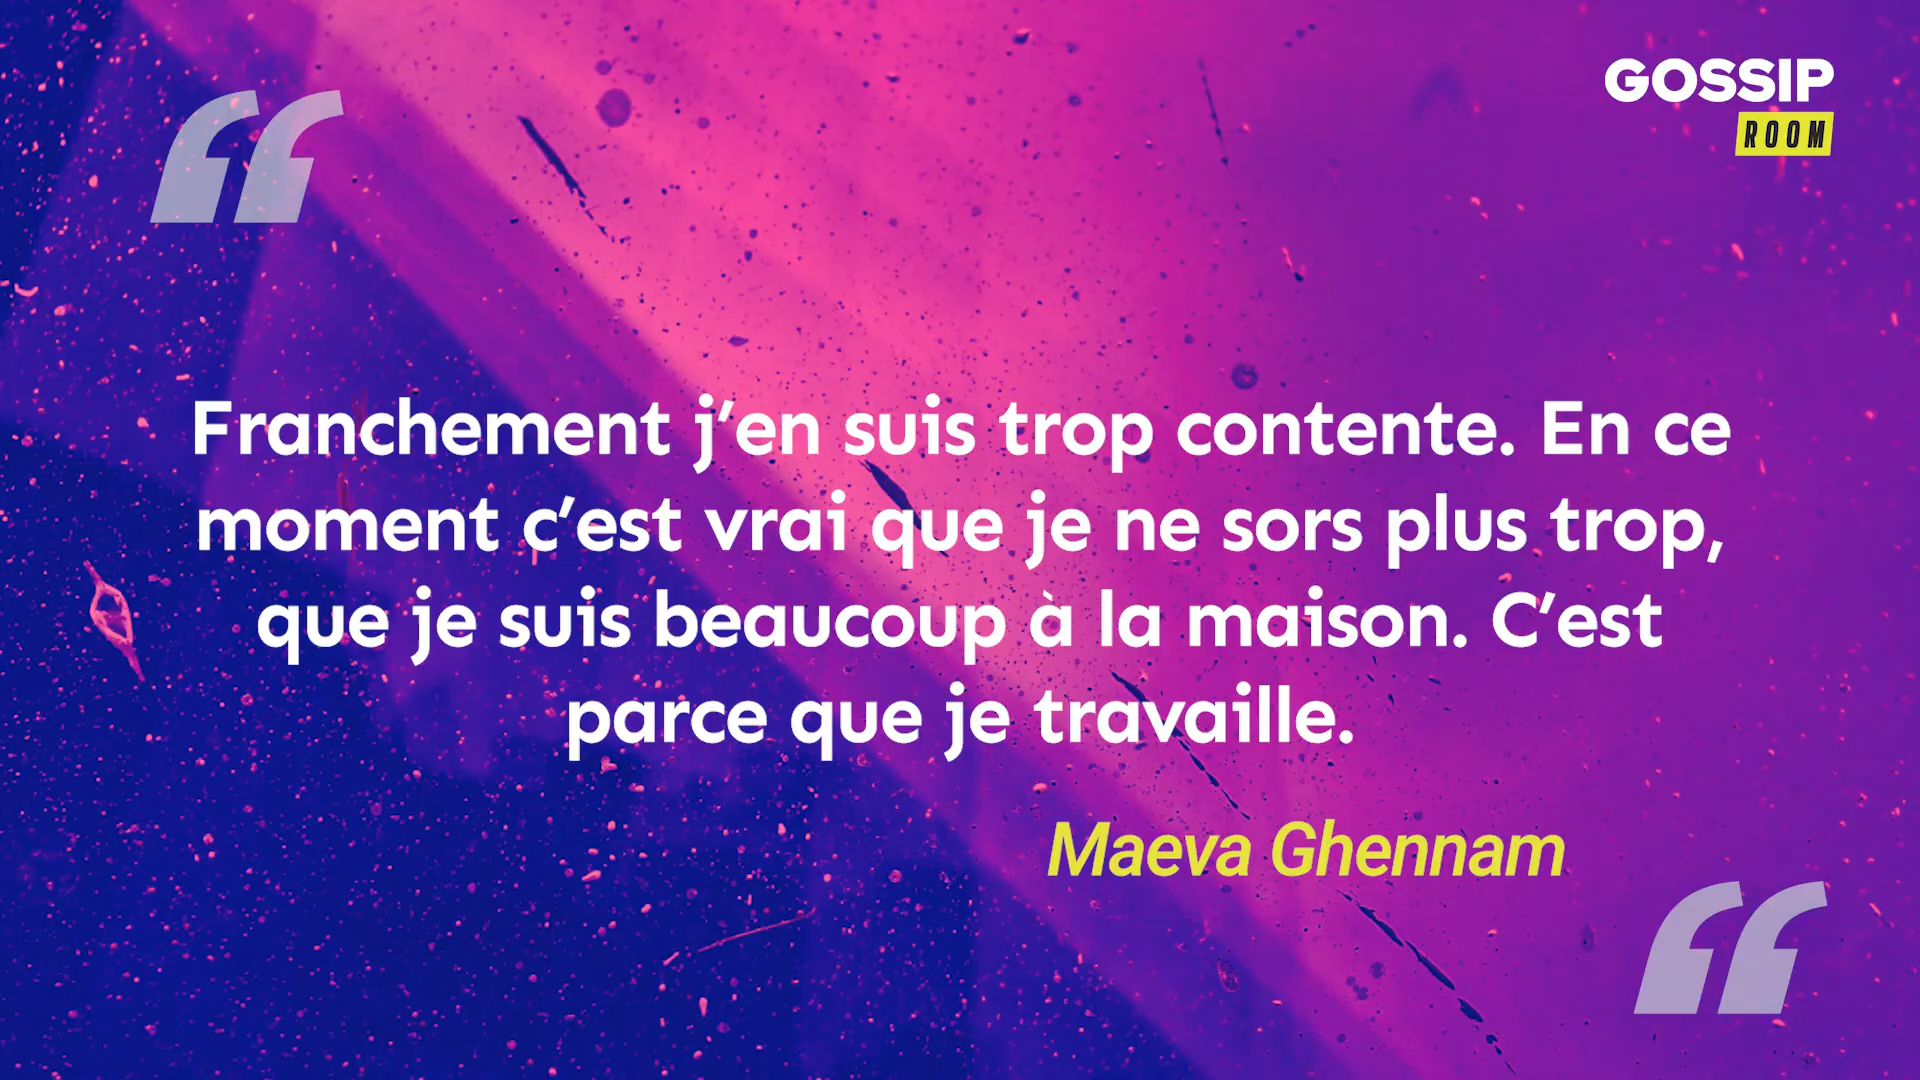 GOSSIP
ROOM
“
Franchement j’en suis trop contente. En ce
moment c’est vrai que je ne sors plus trop,
que je suis beaucoup à la maison. C’est
parce que je travaille.
Maeva Ghennam
“